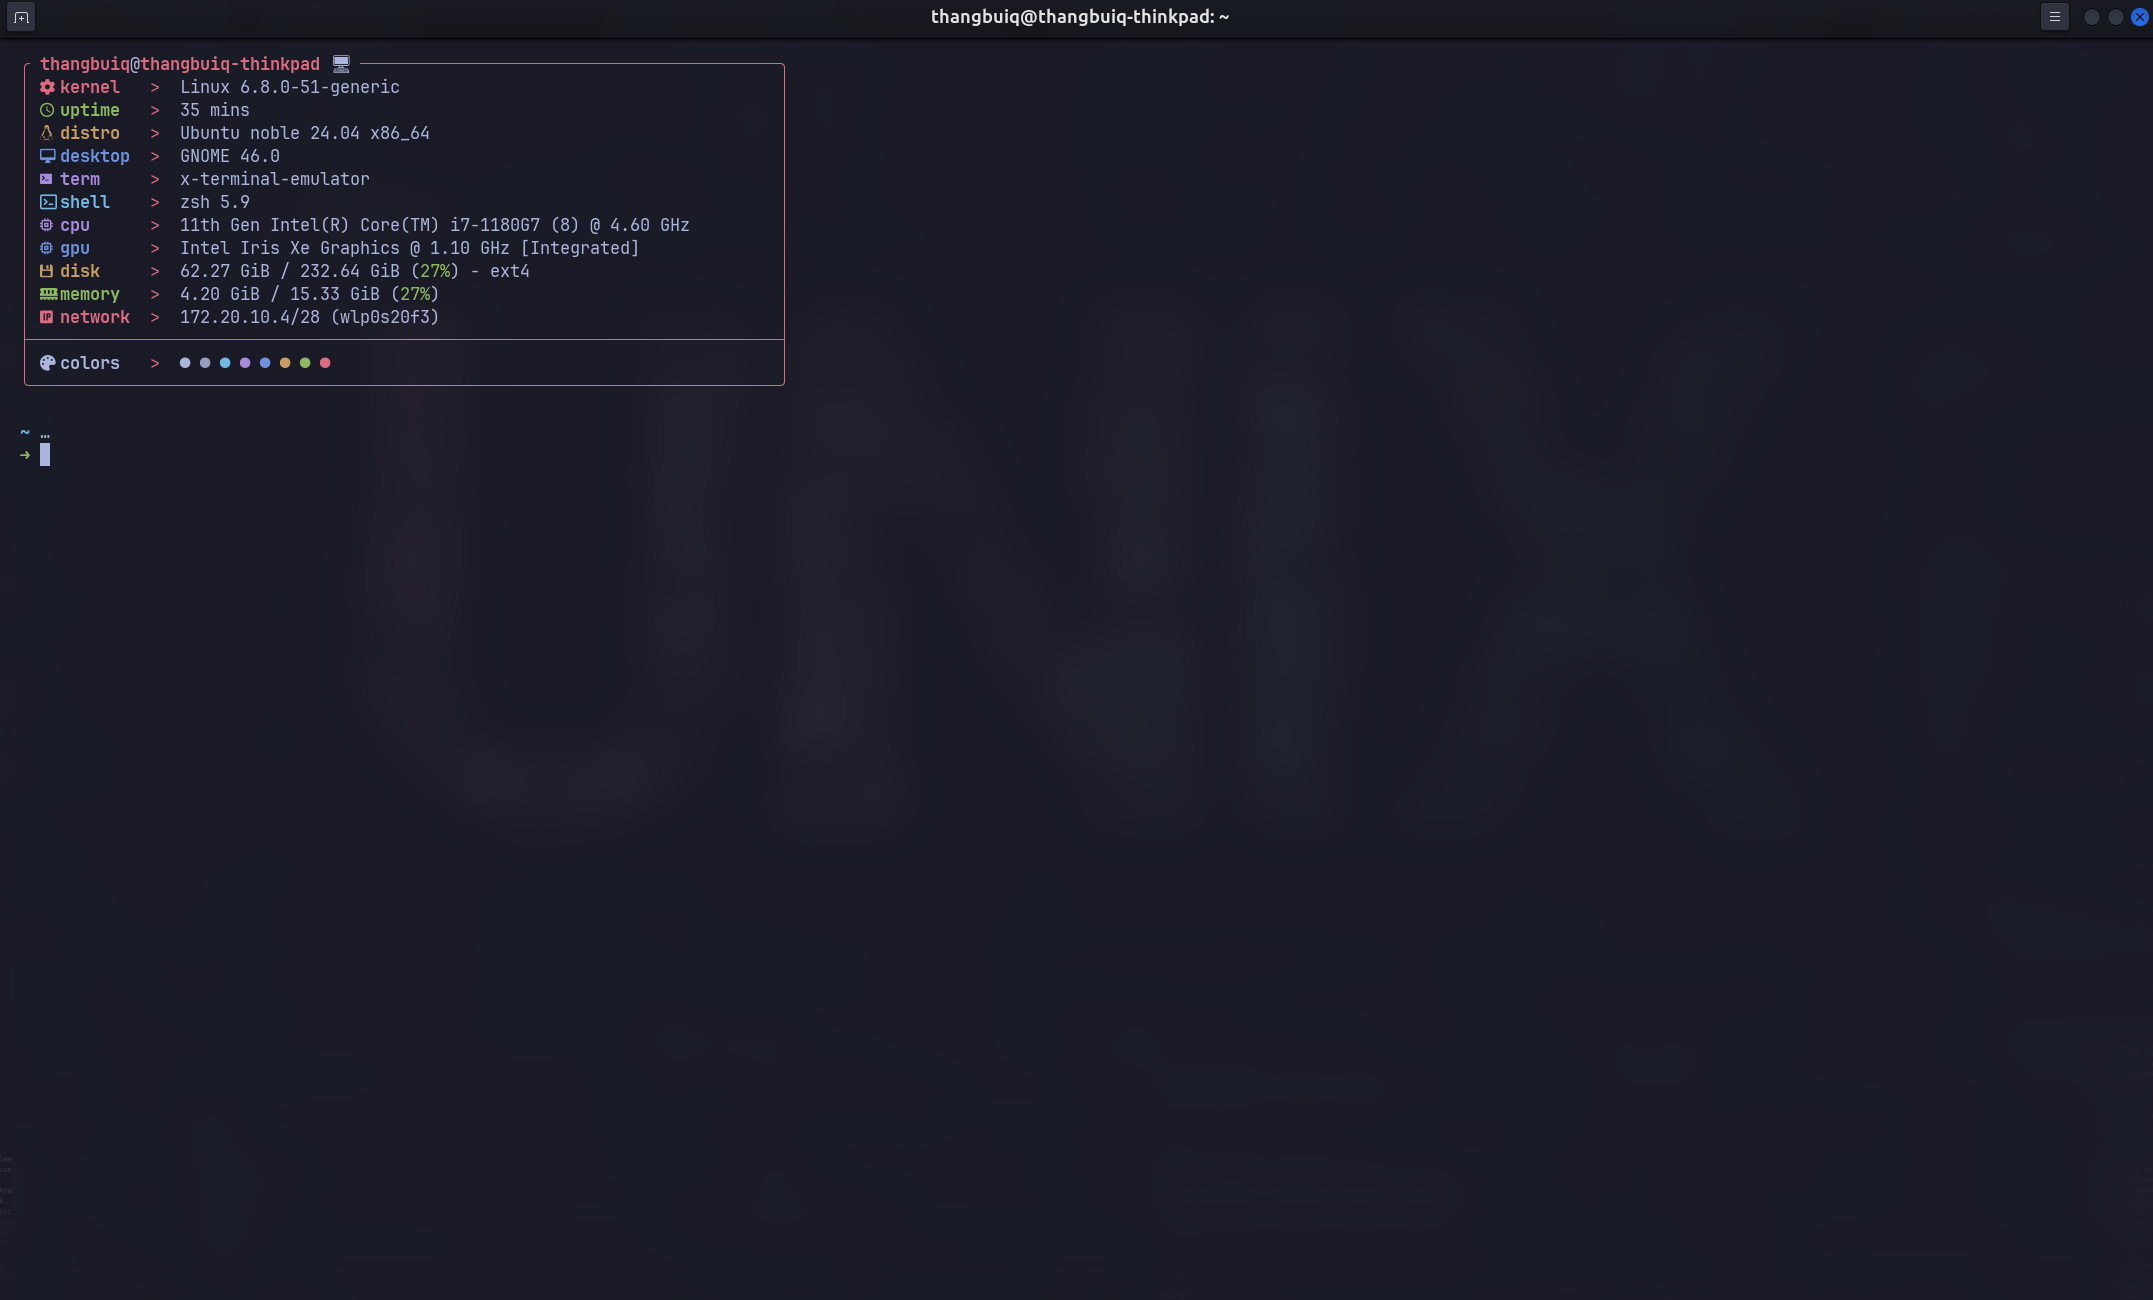 thangbuiq@thangbuiq-thinkpad: ~
thangbuiq@thangbuiq-thinkpad
kernel > Linux 6.8.0-51-generic
uptime > 35 mins
distro > Ubuntu noble 24.04 x86_64
desktop > GNOME 46.0
term > x-terminal-emulator
shell > zsh 5.9
cpu > 11th Gen Intel(R) Core(TM) i7-1180G7 (8) @ 4.60 GHz
gpu > Intel Iris Xe Graphics @ 1.10 GHz [Integrated]
disk > 62.27 GiB / 232.64 GiB (27%) - ext4
memory > 4.20 GiB / 15.33 GiB (27%)
network > 172.20.10.4/28 (wlp0s20f3)
colors >
~ …
→
UNIX